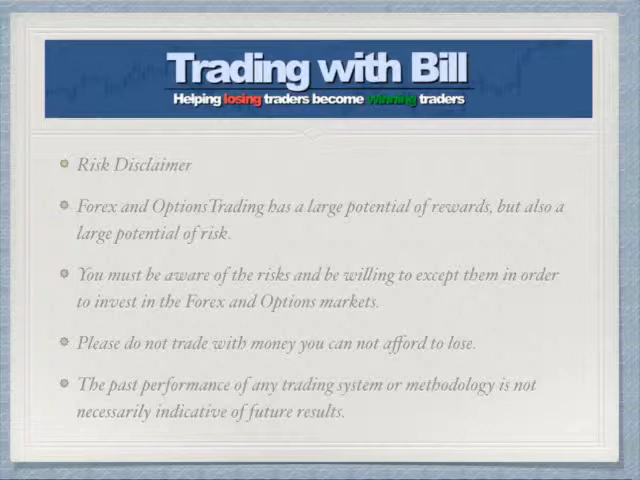 Trading with Bill
Helping losing traders become winning traders
Risk Disclaimer
Forex and OptionsTrading has a large potential of rewards, but also a
large potential of risk.
You must be aware of the risks and be willing to except them in order
to invest in the Forex and Options markets.
Please do not trade with money you can not afford to lose.
The past performance of any trading system or methodology is not
necessarily indicative of future results.